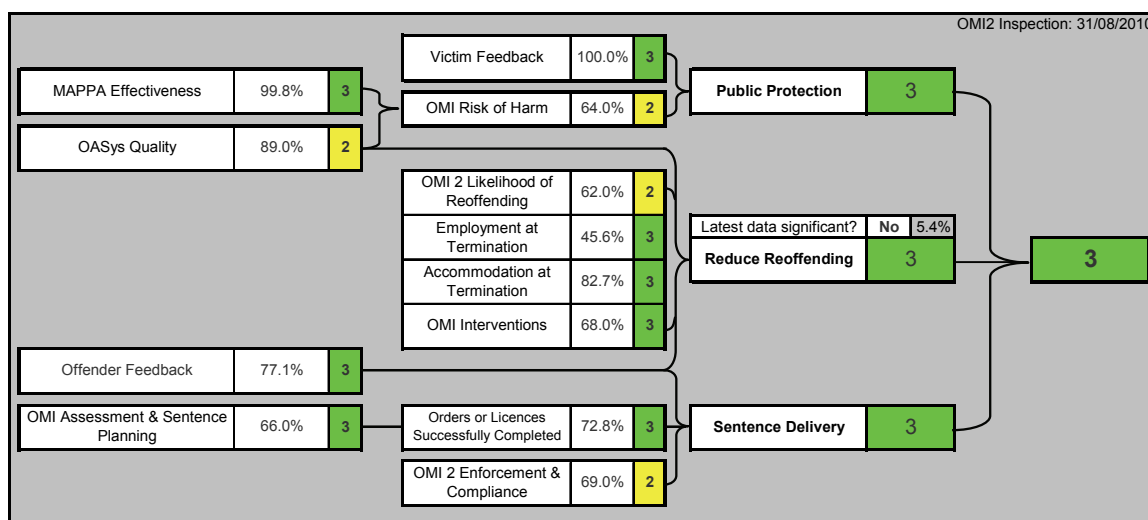 OMI2 Inspection: 31/08/2010
Victim Feedback 100.0% 3
MAPPA Effectiveness 99.8% 3
Public Protection 3
OMI Risk of Harm 64.0% 2
OASys Quality 89.0% 2
OMI 2 Likelihood of
Reoffending 62.0% 2
Latest data significant? No 5.4%
Employment at
Termination 45.6% 3
Reduce Reoffending 3
3
Accommodation at
Termination 82.7% 3
OMI Interventions 68.0% 3
Offender Feedback 77.1% 3
OMI Assessment & Sentence
Planning 66.0% 3
Orders or Licences
Successfully Completed 72.8% 3
Sentence Delivery 3
OMI 2 Enforcement &
Compliance 69.0% 2